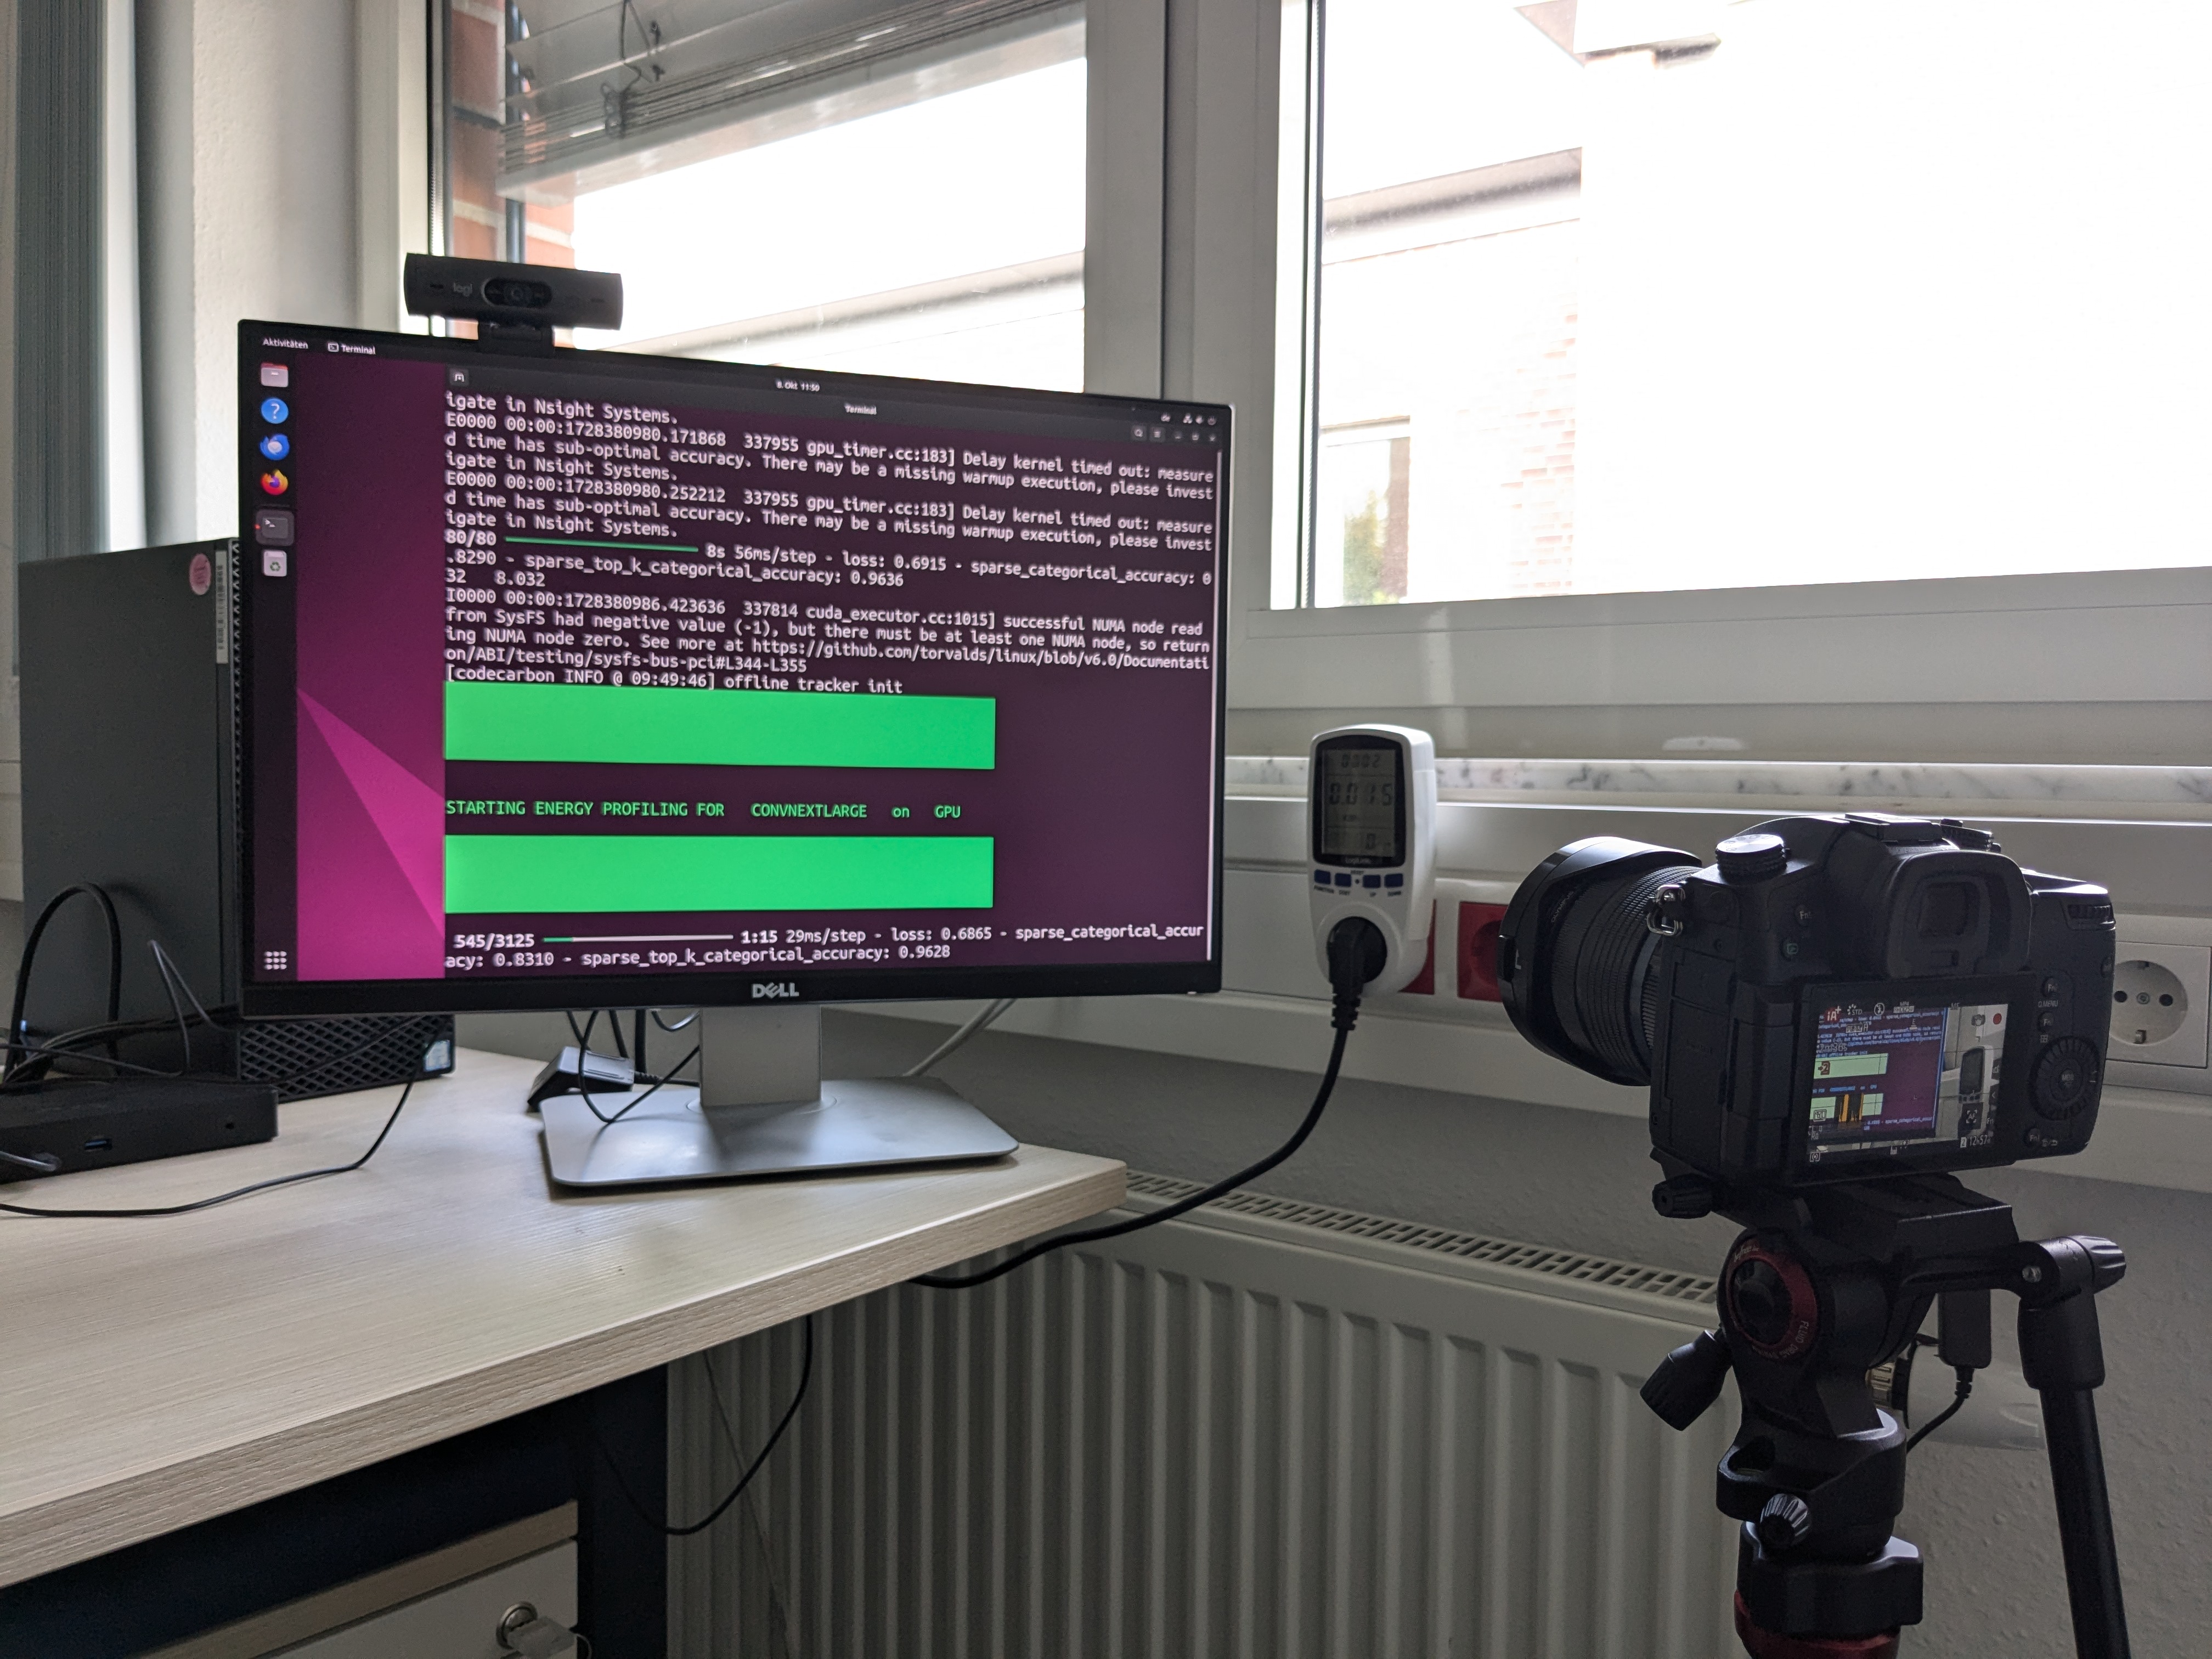 logi
Aktivitäten
Terminal
8. Okt 11:50
Terminal
de
igate in Nsight Systems.
E0000 00:00:1728380980.171868  337955 gpu_timer.cc:183] Delay kernel timed out: measure
d time has sub-optimal accuracy. There may be a missing warmup execution, please invest
igate in Nsight Systems.
E0000 00:00:1728380980.252212  337955 gpu_timer.cc:183] Delay kernel timed out: measure
d time has sub-optimal accuracy. There may be a missing warmup execution, please invest
igate in Nsight Systems.
80/80 8s 56ms/step - loss: 0.6915 - sparse_categorical_accuracy: 0
.8290 - sparse_top_k_categorical_accuracy: 0.9636
32   8.032
I0000 00:00:1728380986.423636  337814 cuda_executor.cc:1015] successful NUMA node read
from SysFS had negative value (-1), but there must be at least one NUMA node, so return
ing NUMA node zero. See more at https://github.com/torvalds/linux/blob/v6.0/Documentati
on/ABI/testing/sysfs-bus-pci#L344-L355
[codecarbon INFO @ 09:49:46] offline tracker init
STARTING ENERGY PROFILING FOR   CONVNEXTLARGE   on   GPU
545/3125 1:15 29ms/step - loss: 0.6865 - sparse_categorical_accur
acy: 0.8310 - sparse_top_k_categorical_accuracy: 0.9628
DELL
LogiLink
Fn1